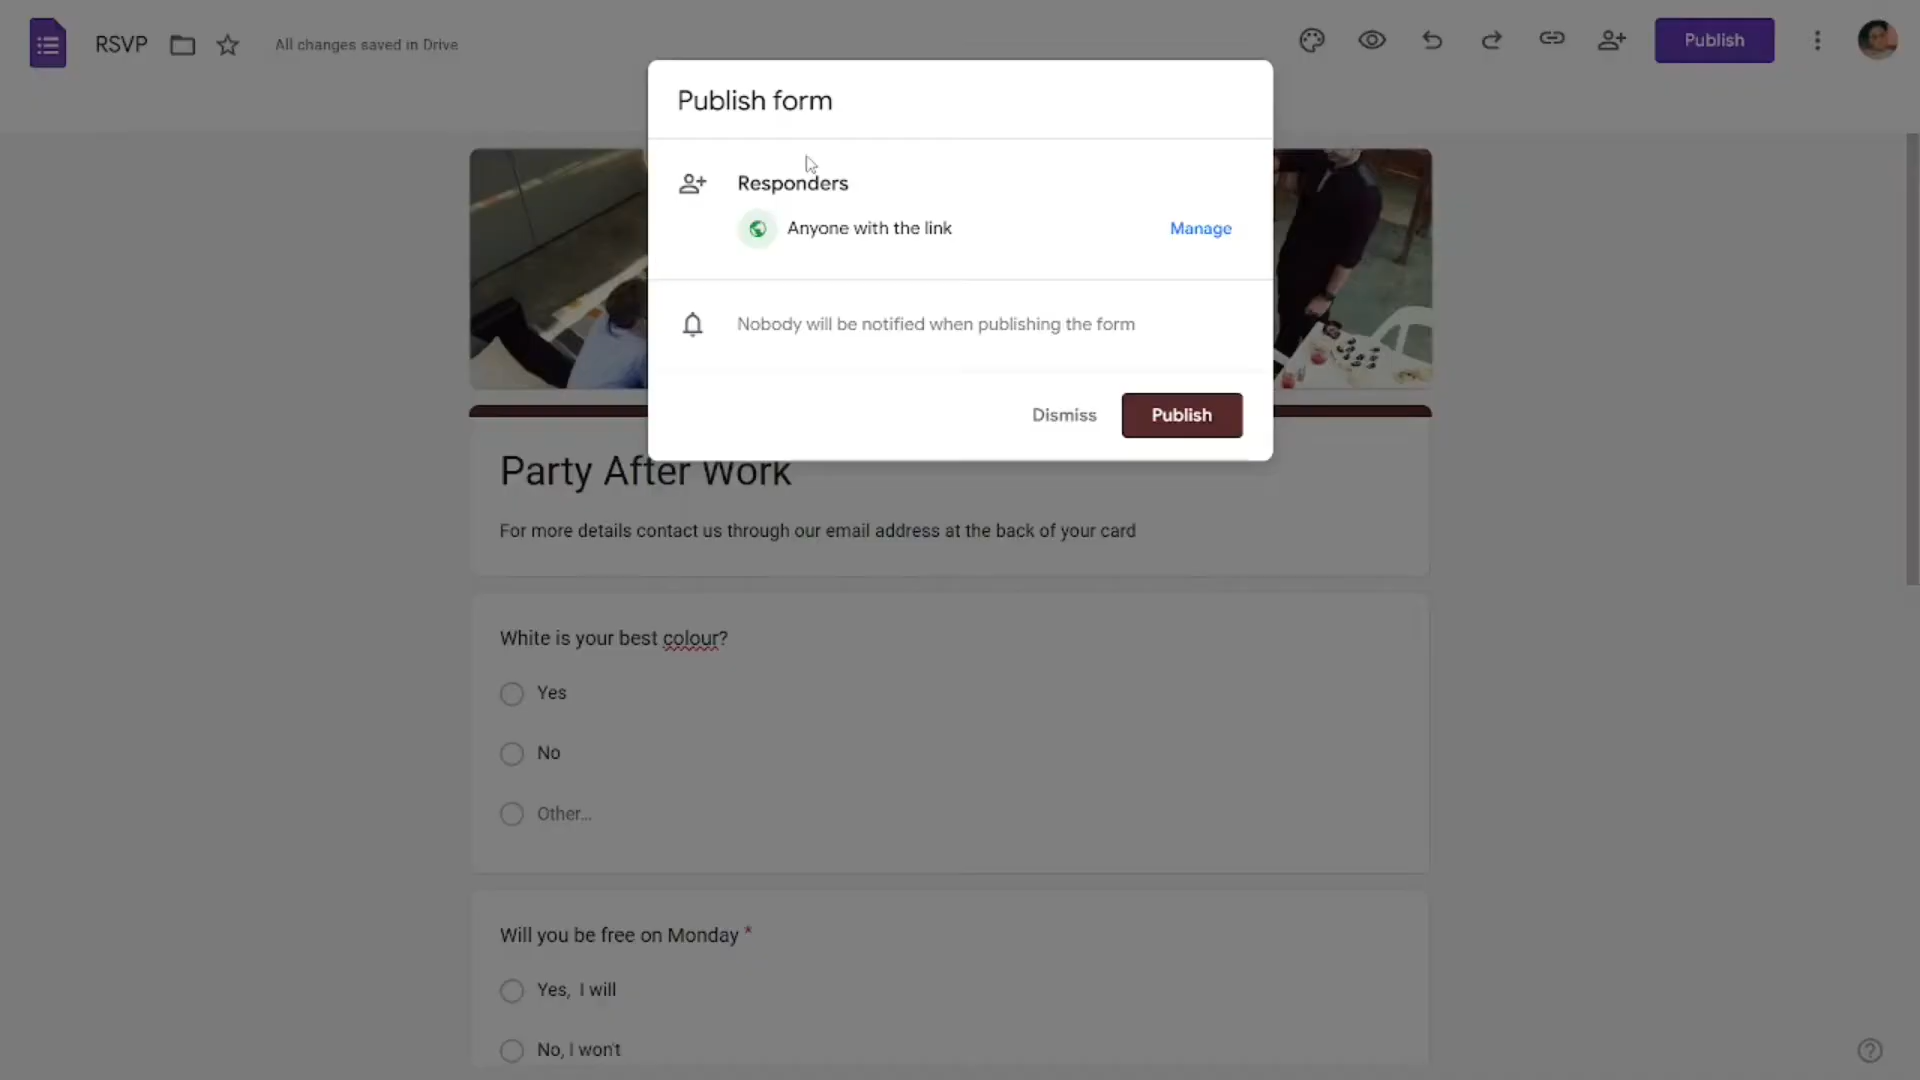 RSVP
All changes saved in Drive
Publish
Publish form
Responders
Anyone with the link
Manage
Nobody will be notified when publishing the form
Dismiss
Publish
Party After Work
For more details contact us through our email address at the back of your card
White is your best colour?
Yes
No
Other...
Will you be free on Monday *
Yes, I will
No, I won't